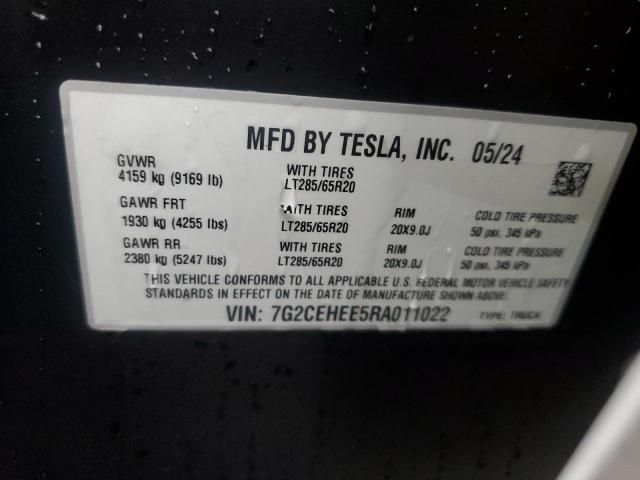 MFD BY TESLA, INC. 05/24
GVWR WITH TIRES
4159 kg (9169 lb) LT285/65R20
GAWR FRT WITH TIRES RIM COLD TIRE PRESSURE
1930 kg (4255 lbs) LT285/65R20 20X9.0J 50 psi, 345 kPa
GAWR RR WITH TIRES RIM COLD TIRE PRESSURE
2380 kg (5247 lbs) LT285/65R20 20X9.0J 50 psi, 345 kPa
THIS VEHICLE CONFORMS TO ALL APPLICABLE U.S. FEDERAL MOTOR VEHICLE SAFETY
STANDARDS IN EFFECT ON THE DATE OF MANUFACTURE SHOWN ABOVE.
VIN: 7G2CEHEE5RA011022 TYPE: TRUCK